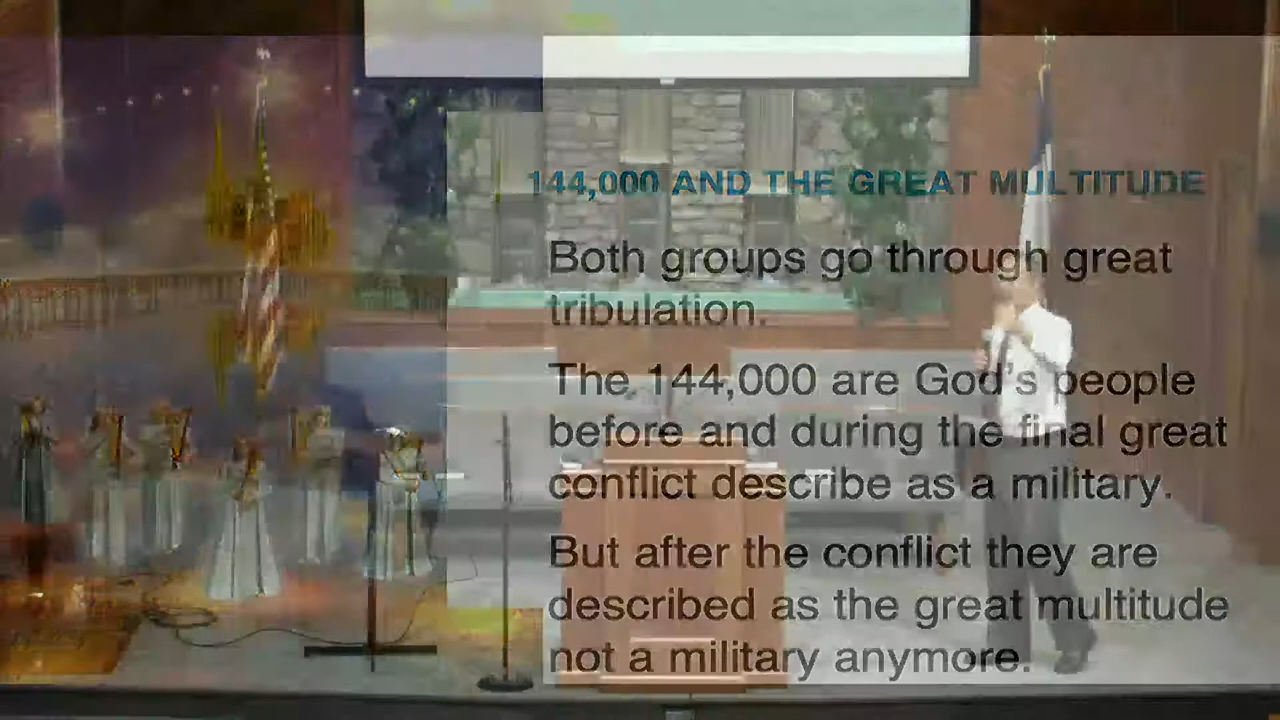 144,000 AND THE GREAT MULTITUDE
Both groups go through great
tribulation.
The 144,000 are God's people
before and during the final great
conflict describe as a military.
But after the conflict they are
described as the great multitude
not a military anymore.